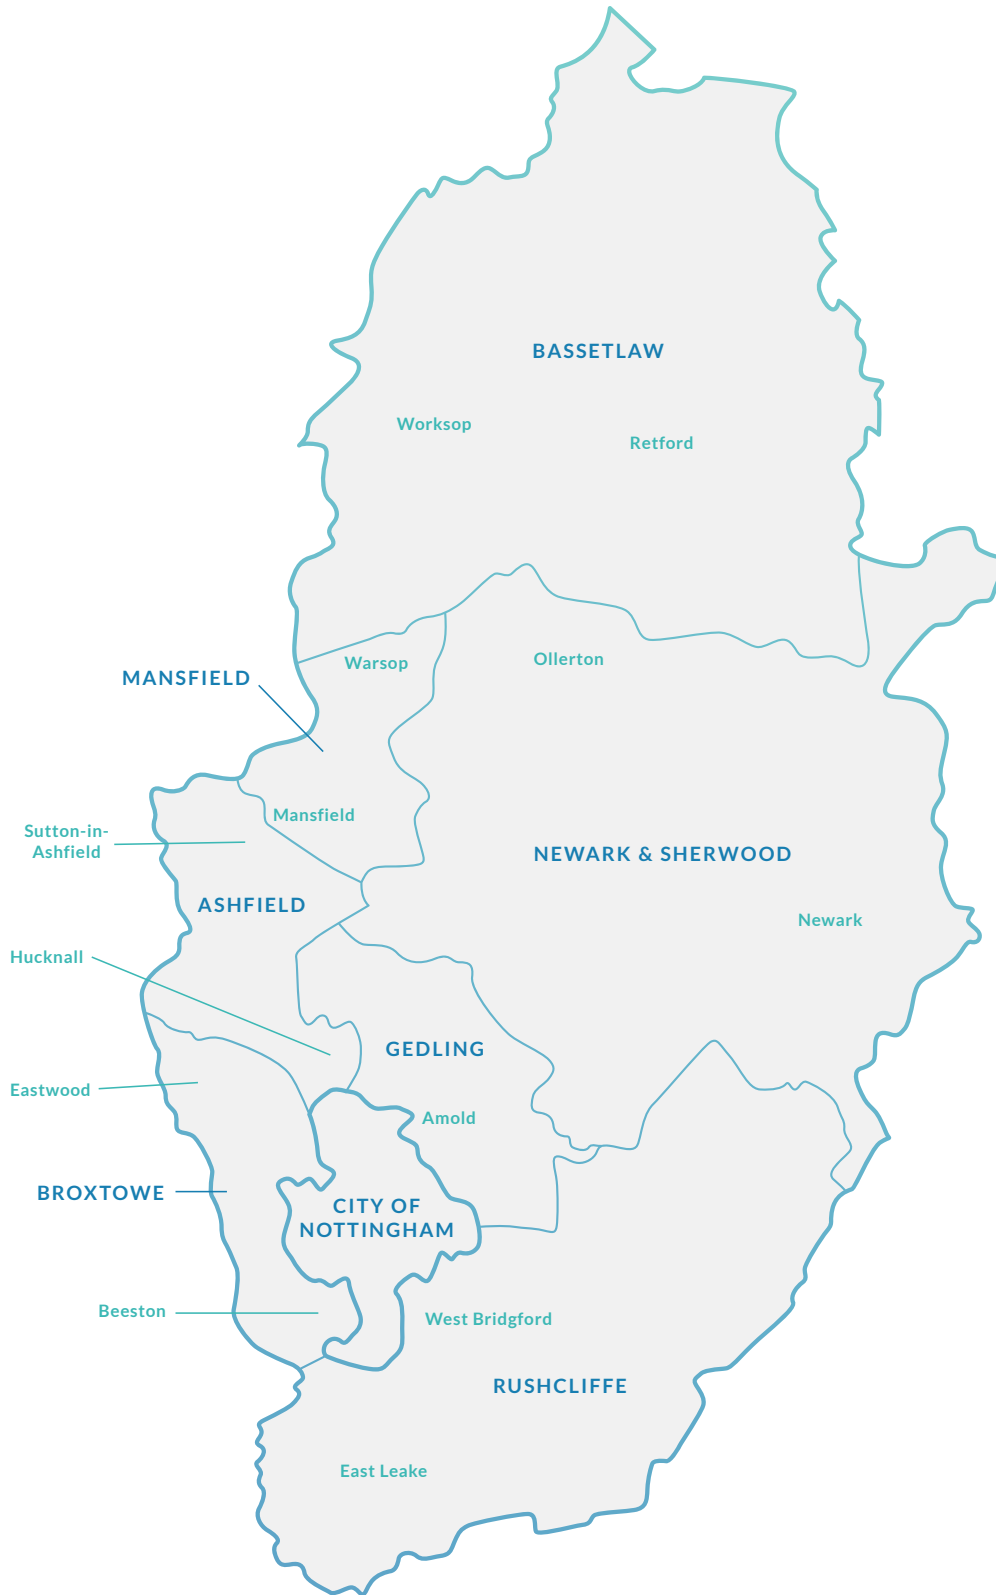 BASSETLAW
Worksop
Retford
Warsop
Ollerton
MANSFIELD
Mansfield
Sutton-in-
Ashfield
NEWARK & SHERWOOD
ASHFIELD
Newark
Hucknall
GEDLING
Eastwood
Amold
BROXTOWE
CITY OF
NOTTINGHAM
Beeston
West Bridgford
RUSHCLIFFE
East Leake